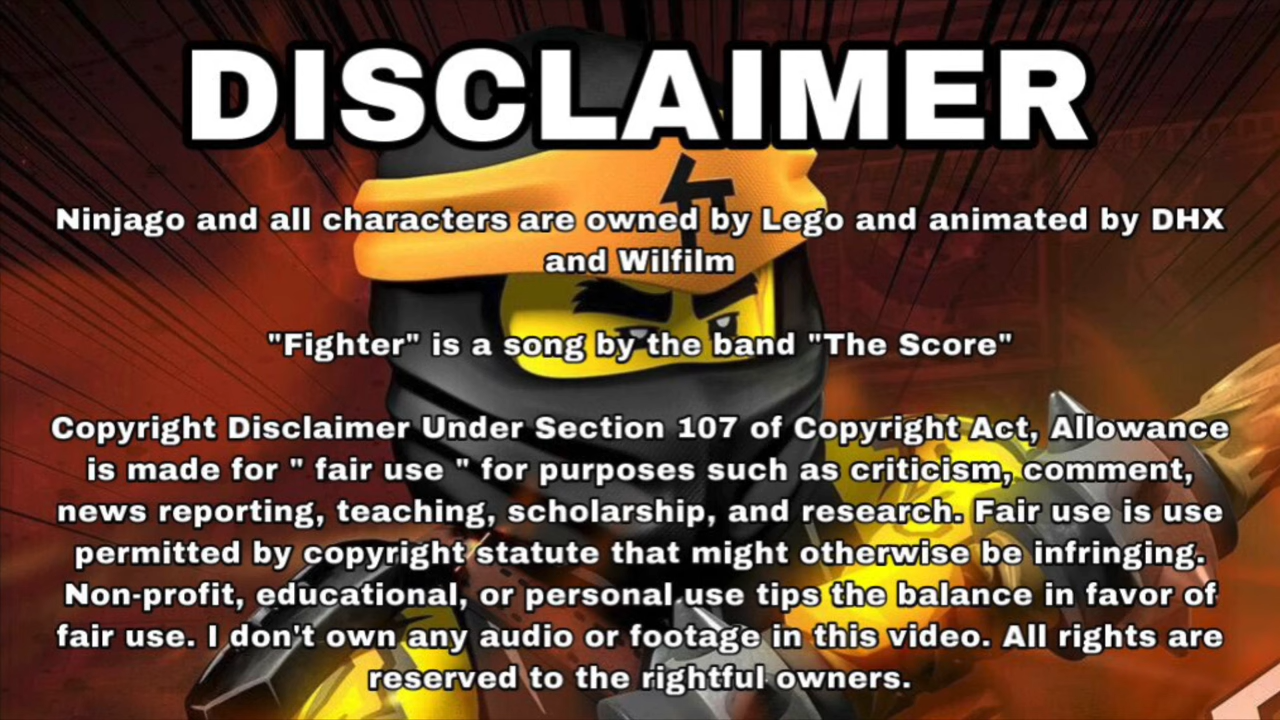 DISCLAIMER
Ninjago and all characters are owned by Lego and animated by DHX
and Wilfilm
"Fighter" is a song by the band "The Score"
Copyright Disclaimer Under Section 107 of Copyright Act, Allowance
is made for " fair use " for purposes such as criticism, comment,
news reporting, teaching, scholarship, and research. Fair use is use
permitted by copyright statute that might otherwise be infringing.
Non-profit, educational, or personal use tips the balance in favor of
fair use. I don't own any audio or footage in this video. All rights are
reserved to the rightful owners.